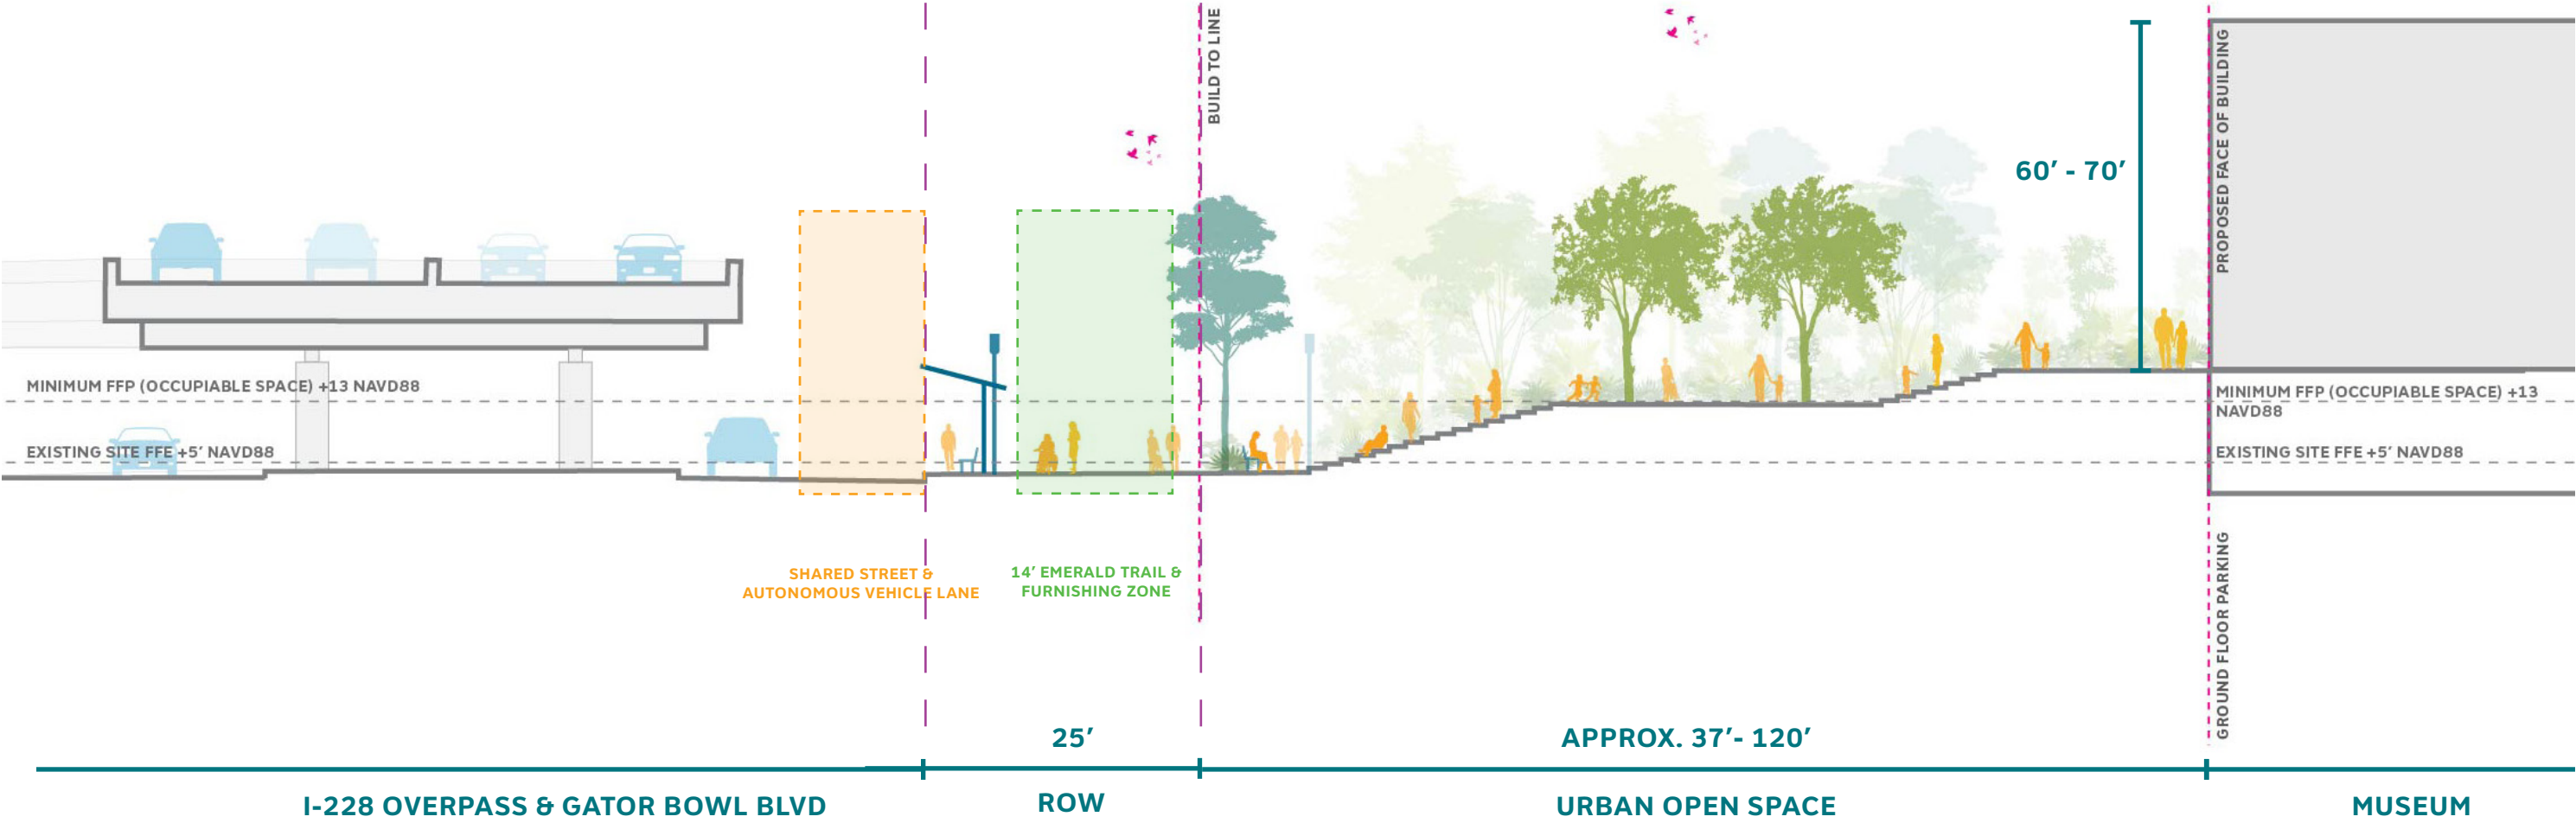 BUILD TO LINE
PROPOSED FACE OF BUILDING
60’ - 70’
MINIMUM FFP (OCCUPIABLE SPACE) +13 NAVD88
MINIMUM FFP (OCCUPIABLE SPACE) +13
NAVD88
EXISTING SITE FFE +5’ NAVD88
EXISTING SITE FFE +5’ NAVD88
SHARED STREET &
AUTONOMOUS VEHICLE LANE
14’ EMERALD TRAIL &
FURNISHING ZONE
GROUND FLOOR PARKING
25’
APPROX. 37’- 120’
I-228 OVERPASS & GATOR BOWL BLVD
ROW
URBAN OPEN SPACE
MUSEUM